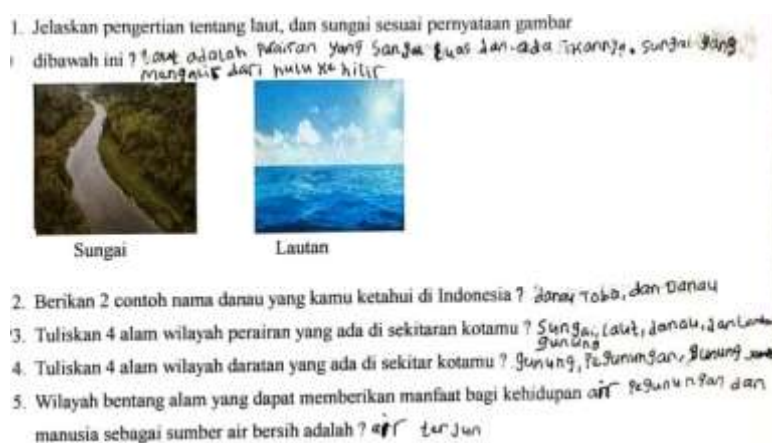 1. Jelaskan pengertian tentang laut, dan sungai sesuai pernyataan gambar
dibawah ini ? Laut adalah yang luas dan ada ikannya. Sungai yang
mengalir dari hulu ke hilir
Sungai Lautan
2. Berikan 2 contoh nama danau yang kamu ketahui di Indonesia ? danau Toba, dan Danau
3. Tuliskan 4 alam wilayah perairan yang ada di sekitaran kotamu ? Sungai, laut, danau,
gunung
4. Tuliskan 4 alam wilayah daratan yang ada di sekitar kotamu ? gunung, gunung
5. Wilayah bentang alam yang dapat memberikan manfaat bagi kehidupan air pegunungan dan
manusia sebagai sumber air bersih adalah ? air terjun